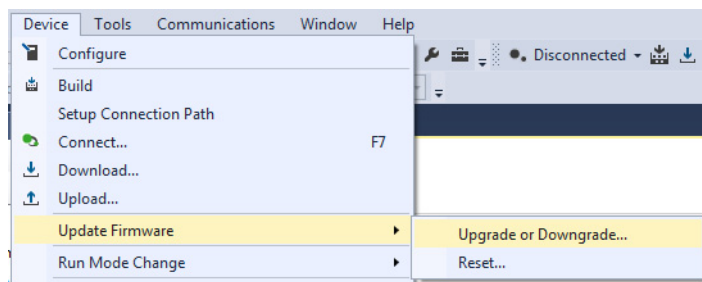 Device Tools Communications Window Help
Configure
Disconnected
Build
Setup Connection Path
Connect... F7
Download...
Upload...
Update Firmware
Upgrade or Downgrade...
Run Mode Change
Reset...